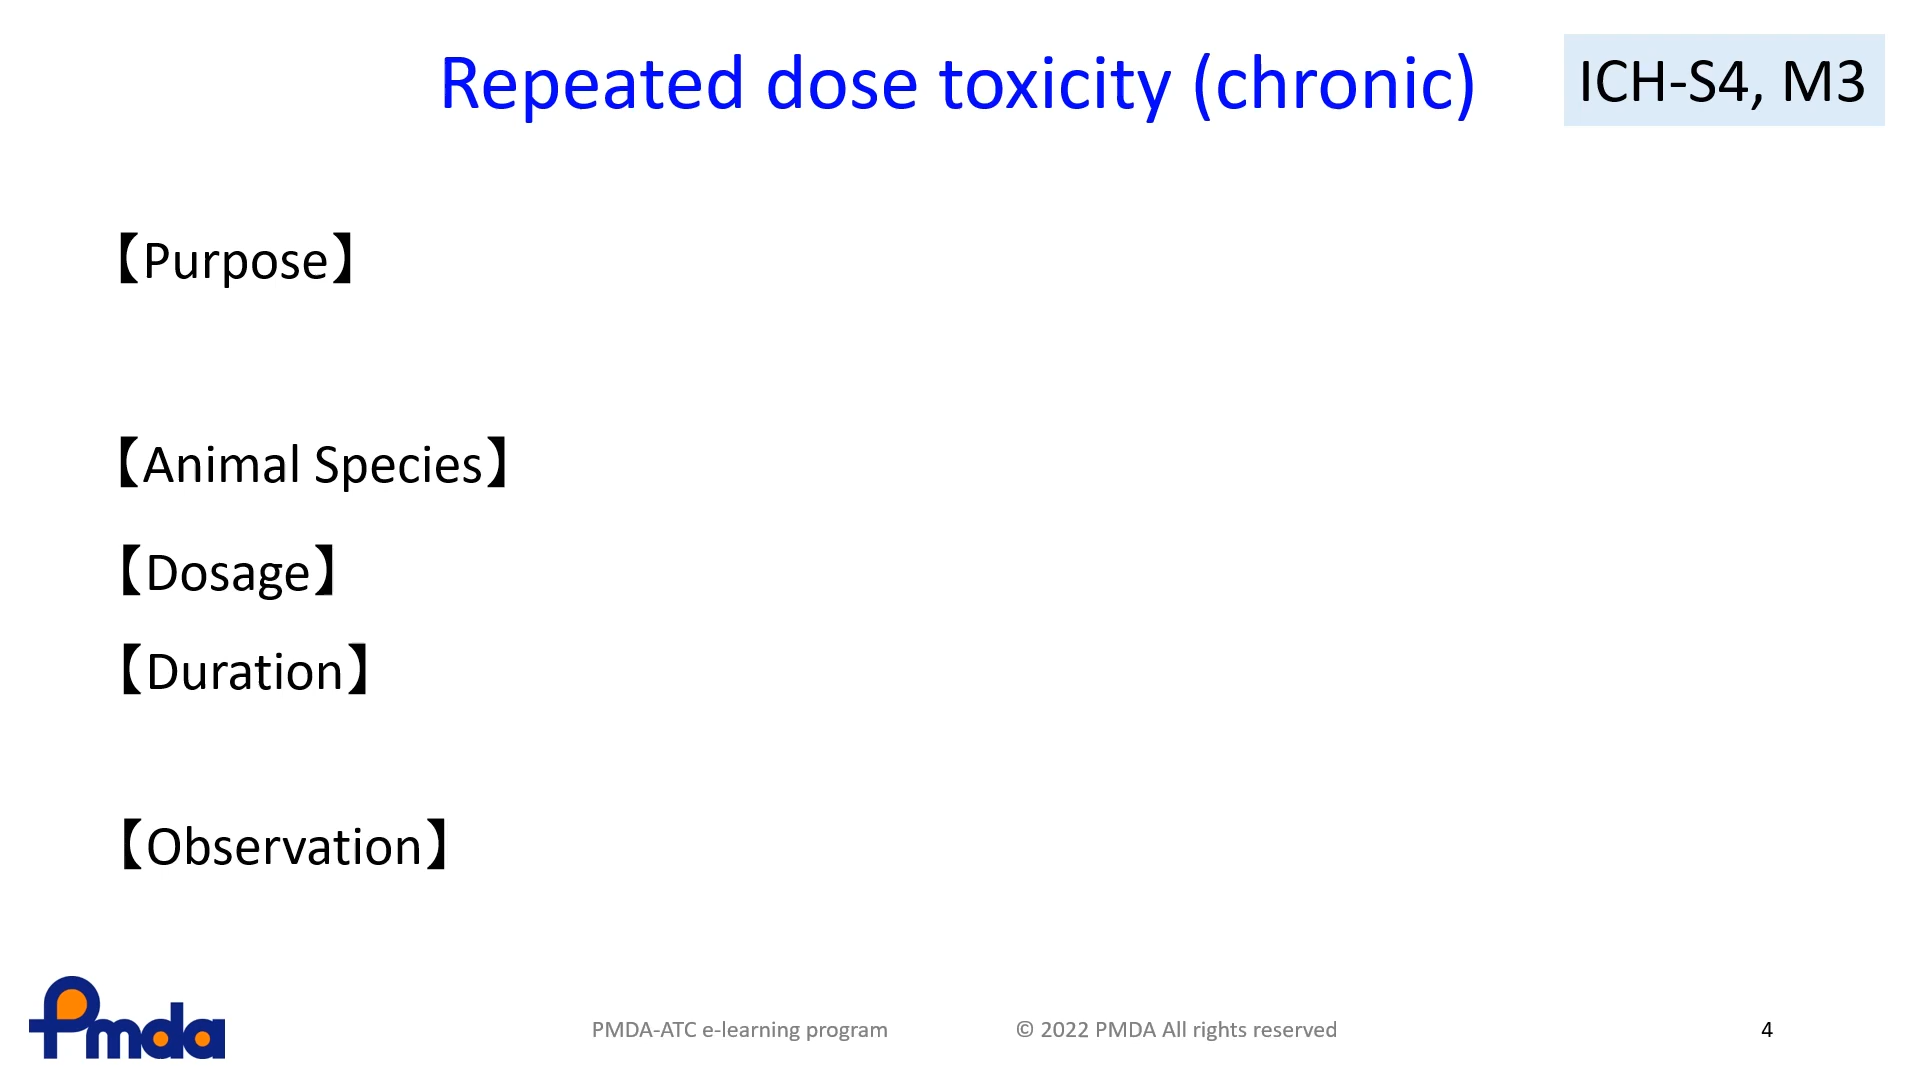 Repeated dose toxicity (chronic)
ICH-S4, M3
【Purpose】
【Animal Species】
【Dosage】
【Duration】
【Observation】
Pmda
PMDA-ATC e-learning program
© 2022 PMDA All rights reserved
4